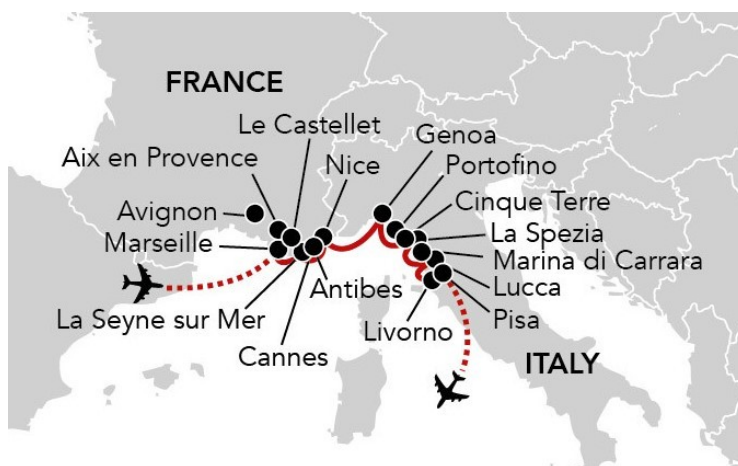 FRANCE
Le Castellet
Genoa
Aix en Provence
Nice
Portofino
Cinque Terre
Avignon
La Spezia
Marseille
Marina di Carrara
Antibes
Lucca
La Seyne sur Mer
Livorno
Pisa
Cannes
ITALY